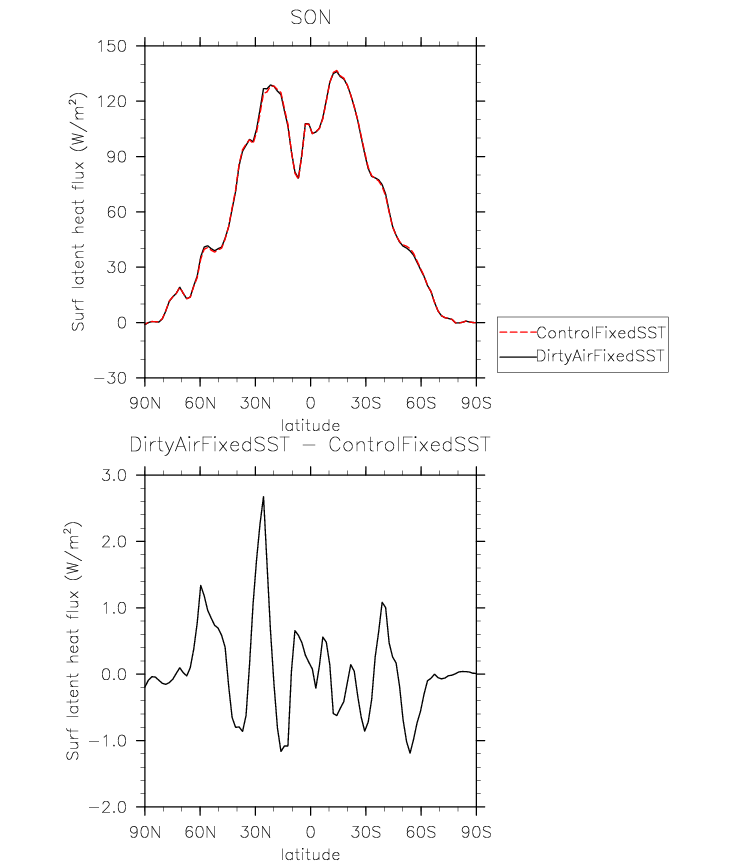 SON
Surf latent heat flux (W/m²)
150
120
90
60
30
0
−30
90N 60N 30N 0 30S 60S 90S
latitude
ControlFixedSST
DirtyAirFixedSST
DirtyAirFixedSST − ControlFixedSST
Surf latent heat flux (W/m²)
3.0
2.0
1.0
0.0
−1.0
−2.0
90N 60N 30N 0 30S 60S 90S
latitude